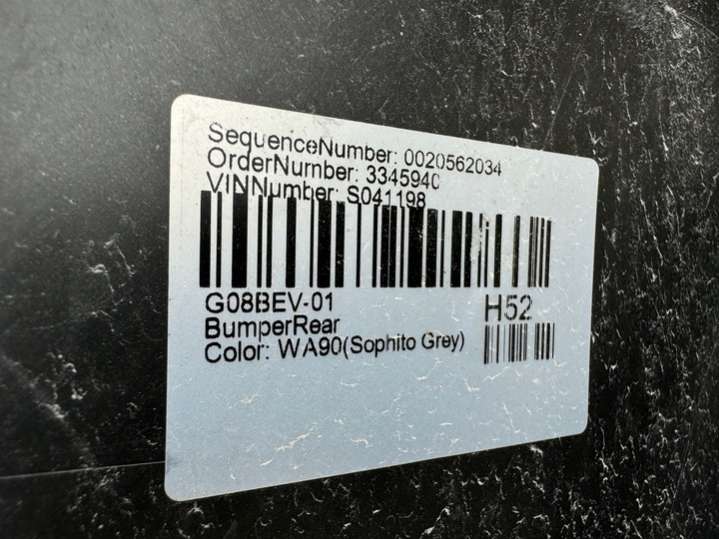 SequenceNumber: 0020562034
OrderNumber: 3345940
VINNumber: S041198
G08BEV-01
H52
BumperRear
Color: WA90(Sophito Grey)